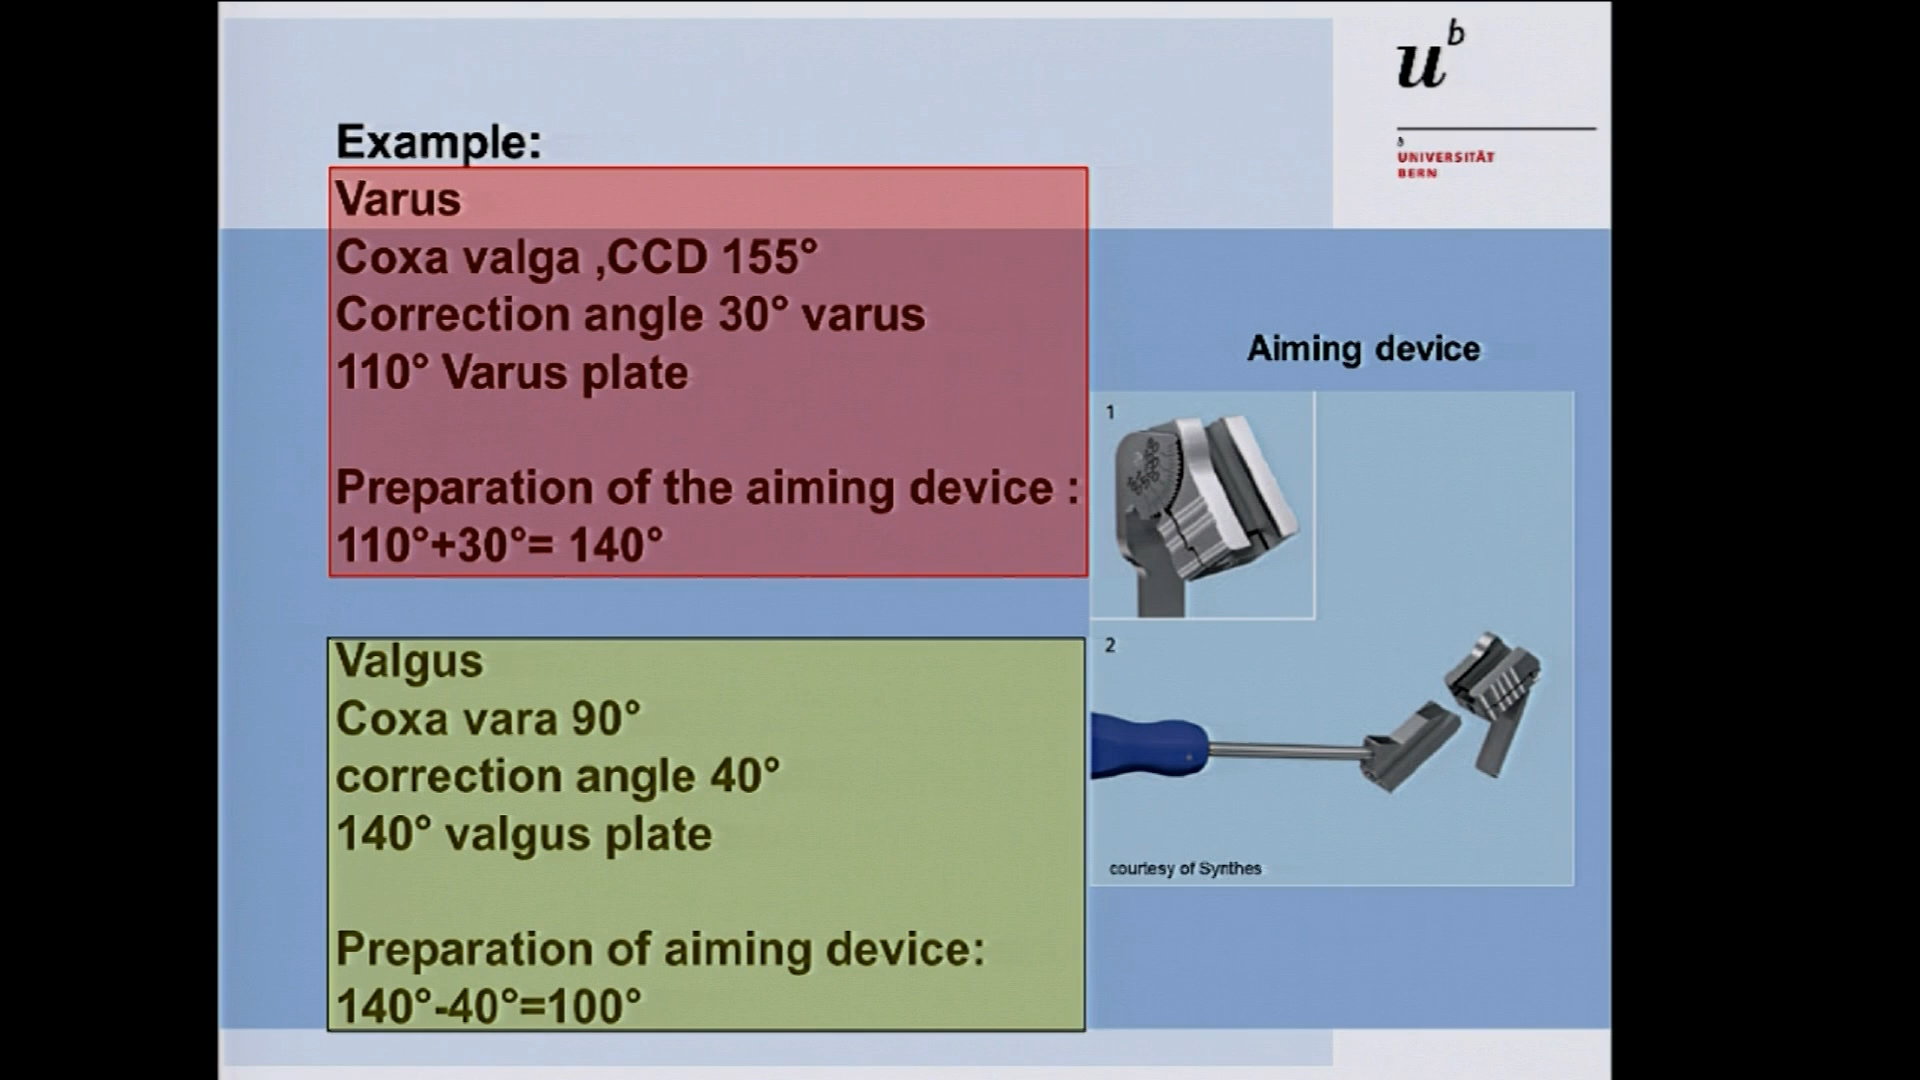 u^b
b
UNIVERSITÄT
BERN
Example:
Varus
Coxa valga ,CCD 155°
Correction angle 30° varus
110° Varus plate
Preparation of the aiming device :
110°+30°= 140°
Valgus
Coxa vara 90°
correction angle 40°
140° valgus plate
Preparation of aiming device:
140°-40°=100°
Aiming device
1
2
courtesy of Synthes